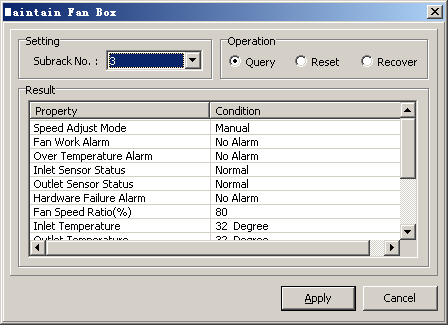 Maintain Fan Box
Setting
Subrack No. : 3
Operation
Query Reset Recover
Result
Property Condition
Speed Adjust Mode Manual
Fan Work Alarm No Alarm
Over Temperature Alarm No Alarm
Inlet Sensor Status Normal
Outlet Sensor Status Normal
Hardware Failure Alarm No Alarm
Fan Speed Ratio(%) 80
Inlet Temperature 32 Degree
Outlet Temperature 32 Degree
Apply Cancel